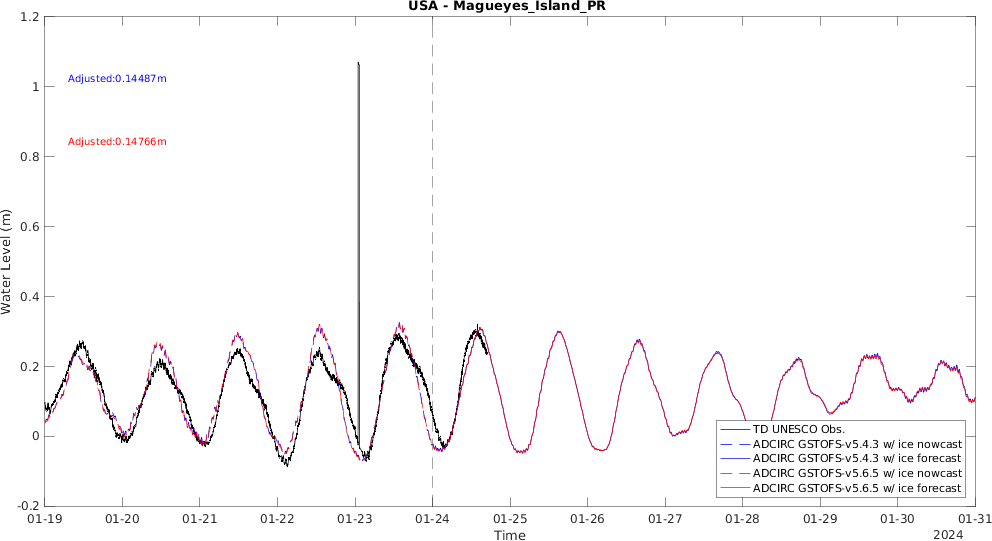 USA - Magueyes_Island_PR
1.2
1
0.8
0.6
0.4
0.2
0
-0.2
Water Level (m)
Adjusted:0.14487m
Adjusted:0.14766m
TD UNESCO Obs.
ADCIRC GSTOFS-v5.4.3 w/ ice nowcast
ADCIRC GSTOFS-v5.4.3 w/ ice forecast
ADCIRC GSTOFS-v5.6.5 w/ ice nowcast
ADCIRC GSTOFS-v5.6.5 w/ ice forecast
01-19 01-20 01-21 01-22 01-23 01-24 01-25 01-26 01-27 01-28 01-29 01-30 01-31
Time
2024